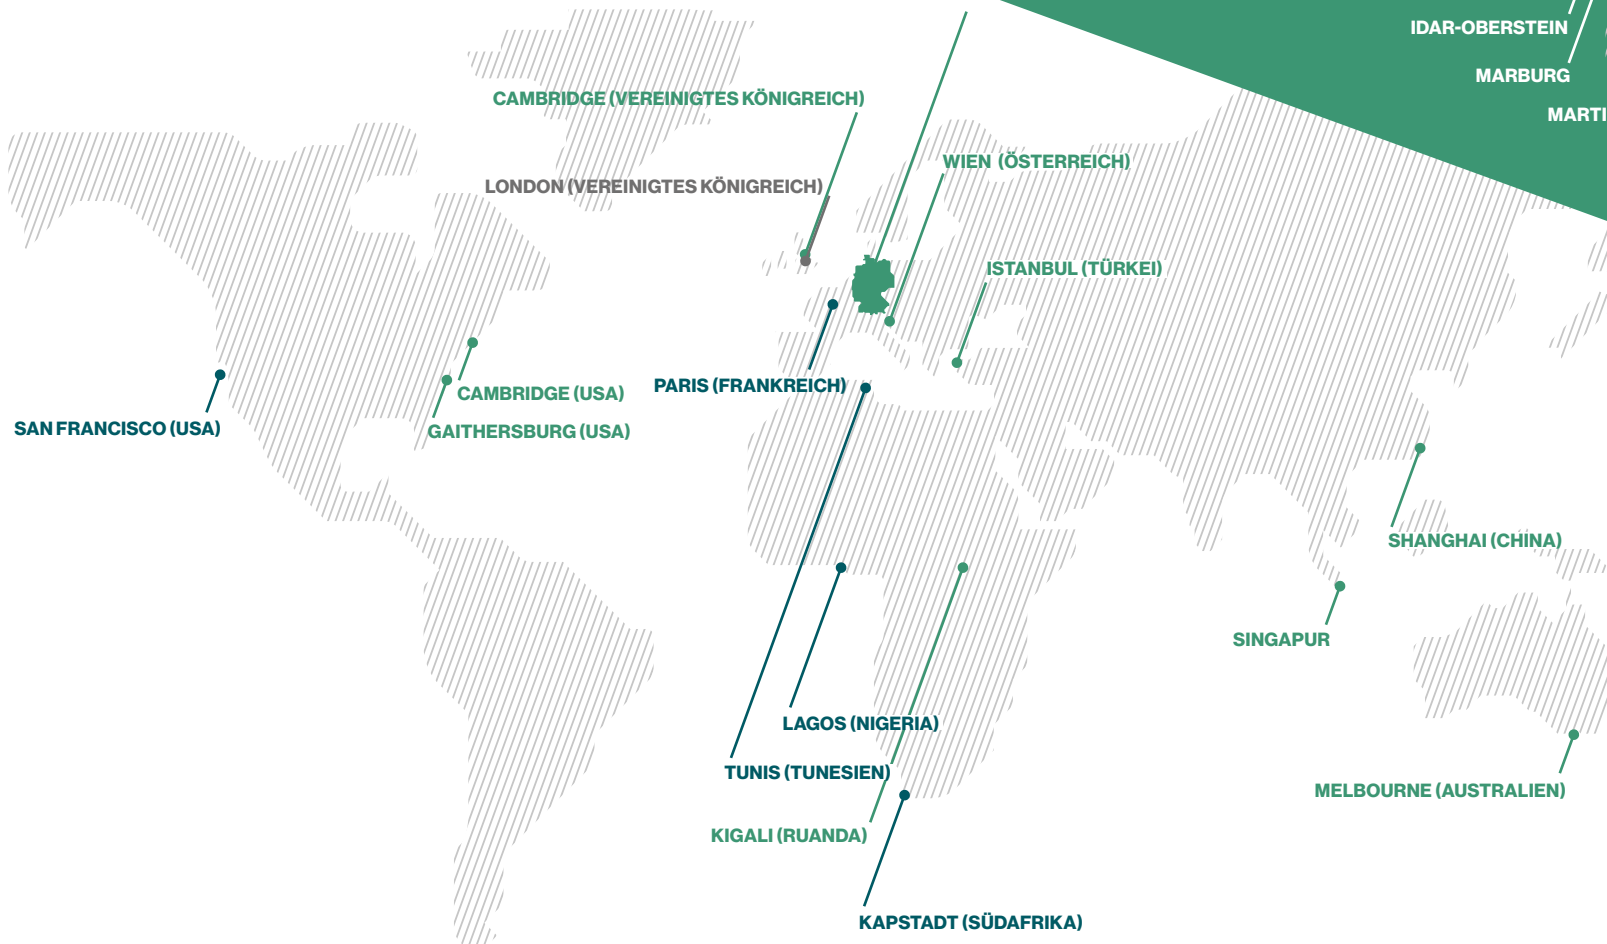 IDAR-OBERSTEIN
MARBURG
CAMBRIDGE (VEREINIGTES KÖNIGREICH)
MARTI
WIEN (ÖSTERREICH)
LONDON (VEREINIGTES KÖNIGREICH)
ISTANBUL (TÜRKEI)
PARIS (FRANKREICH)
CAMBRIDGE (USA)
SAN FRANCISCO (USA)
GAITHERSBURG (USA)
SHANGHAI (CHINA)
SINGAPUR
LAGOS (NIGERIA)
TUNIS (TUNESIEN)
MELBOURNE (AUSTRALIEN)
KIGALI (RUANDA)
KAPSTADT (SÜDAFRIKA)